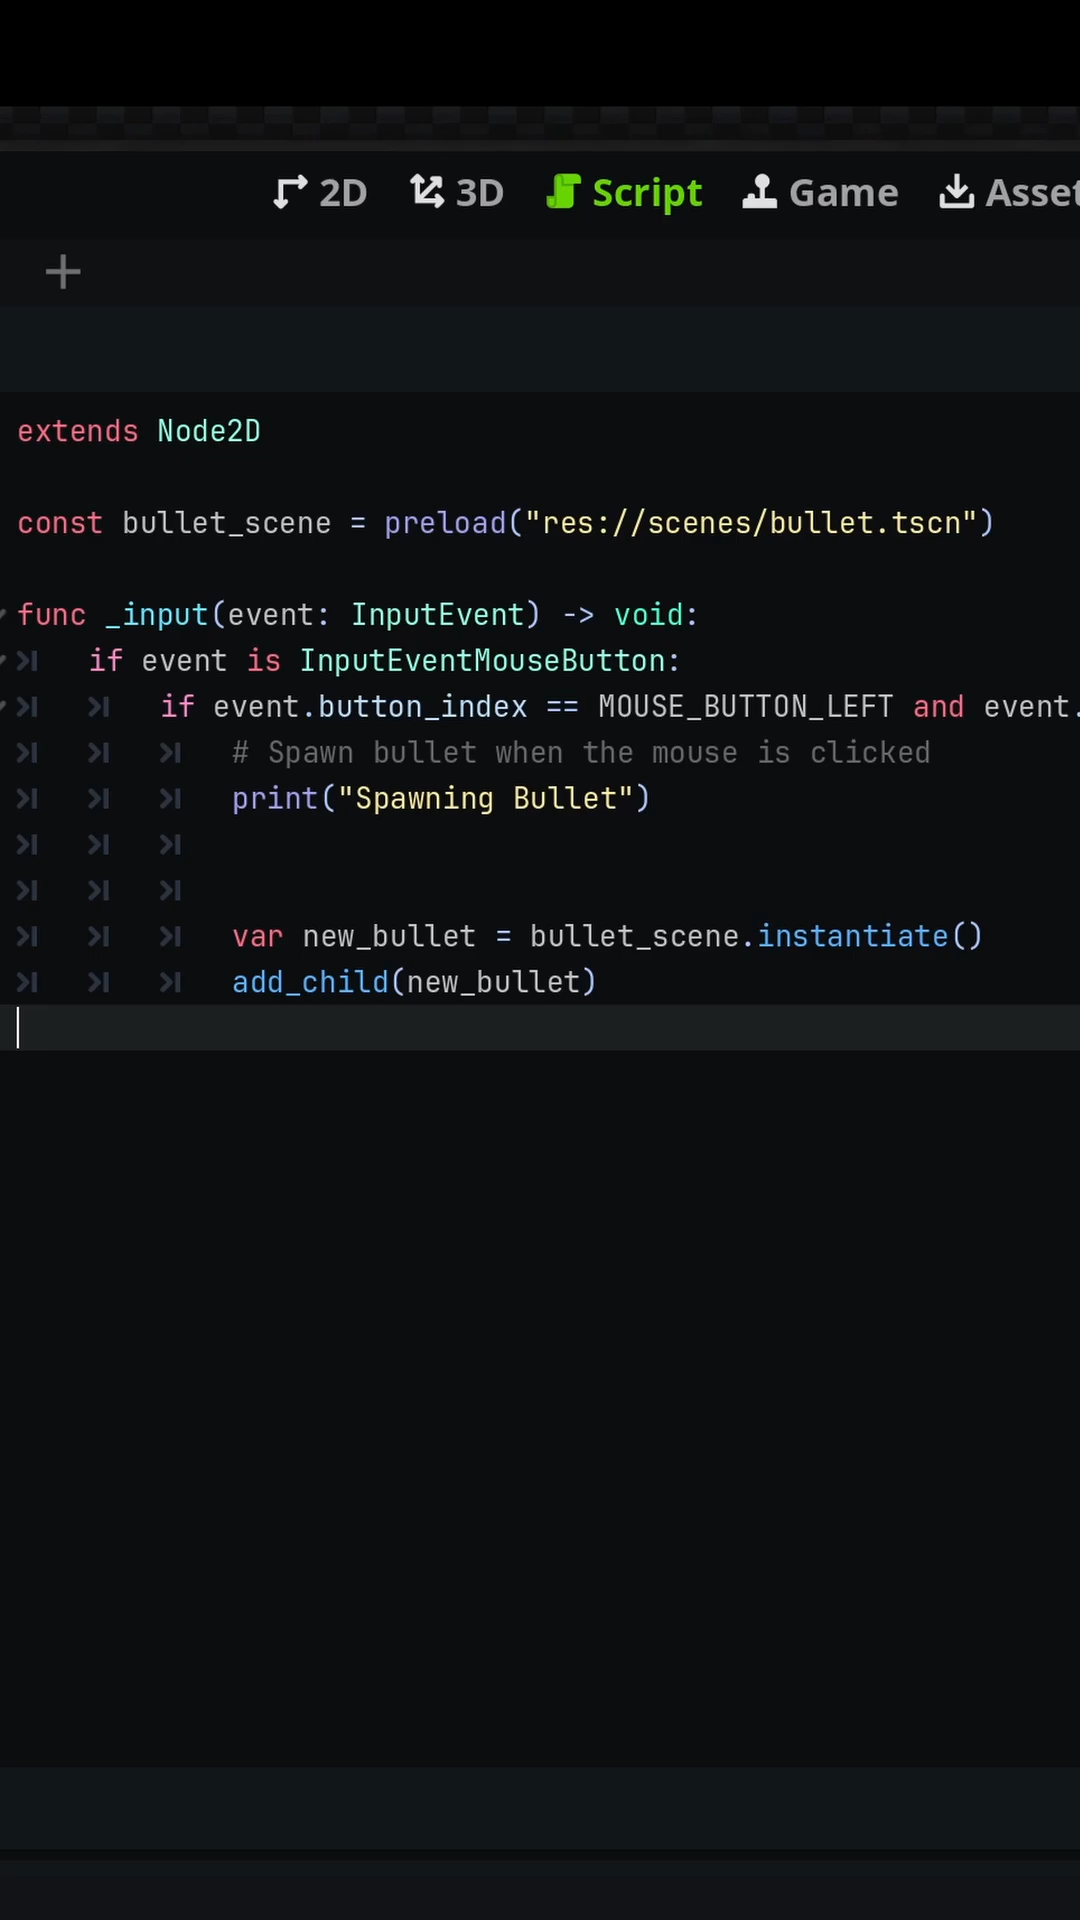 2D 3D Script Game Asset
+
extends Node2D
const bullet_scene = preload("res://scenes/bullet.tscn")
func _input(event: InputEvent) -> void:
if event is InputEventMouseButton:
if event.button_index == MOUSE_BUTTON_LEFT and event.
# Spawn bullet when the mouse is clicked
print("Spawning Bullet")
var new_bullet = bullet_scene.instantiate()
add_child(new_bullet)